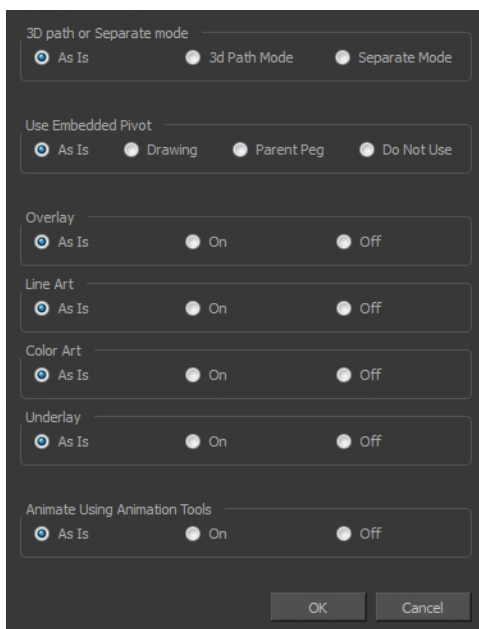 3D path or Separate mode
As Is 3d Path Mode Separate Mode
Use Embedded Pivot
As Is Drawing Parent Peg Do Not Use
Overlay
As Is On Off
Line Art
As Is On Off
Color Art
As Is On Off
Underlay
As Is On Off
Animate Using Animation Tools
As Is On Off
OK Cancel